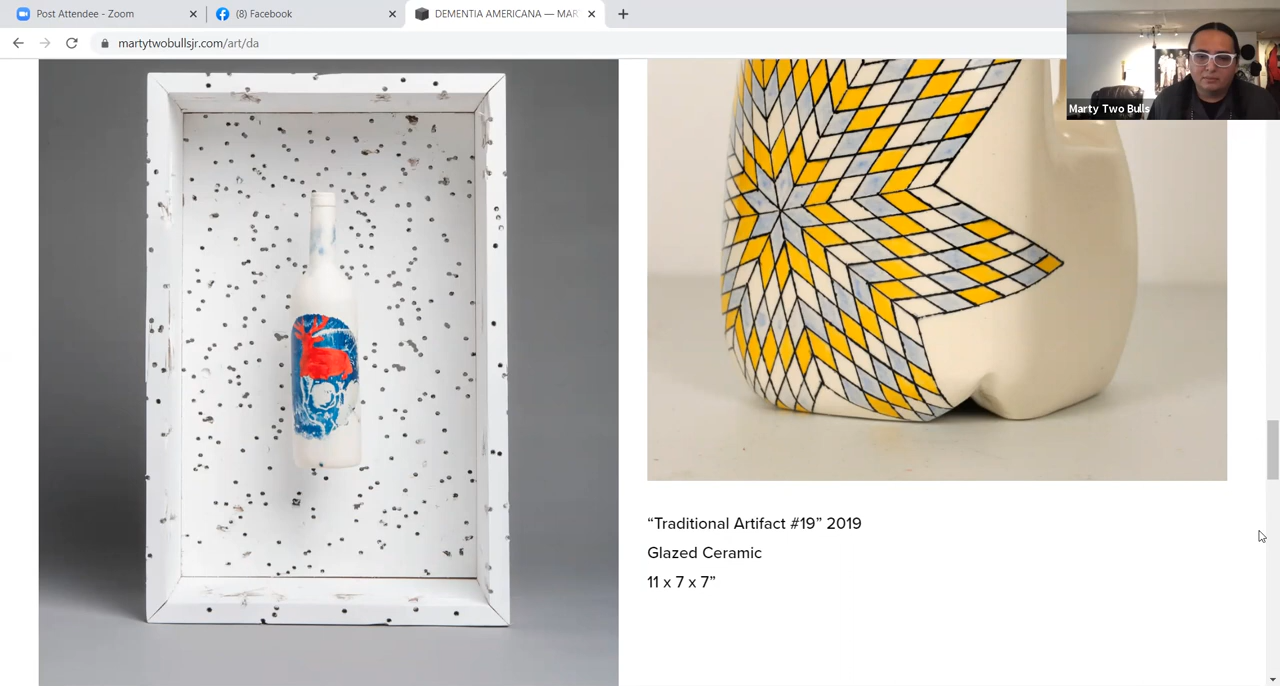 Post Attendee - Zoom
(8) Facebook
DEMENTIA AMERICANA — MAR
martytwobullsjr.com/art/da
Marty Two Bulls
“Traditional Artifact #19” 2019
Glazed Ceramic
11 x 7 x 7”